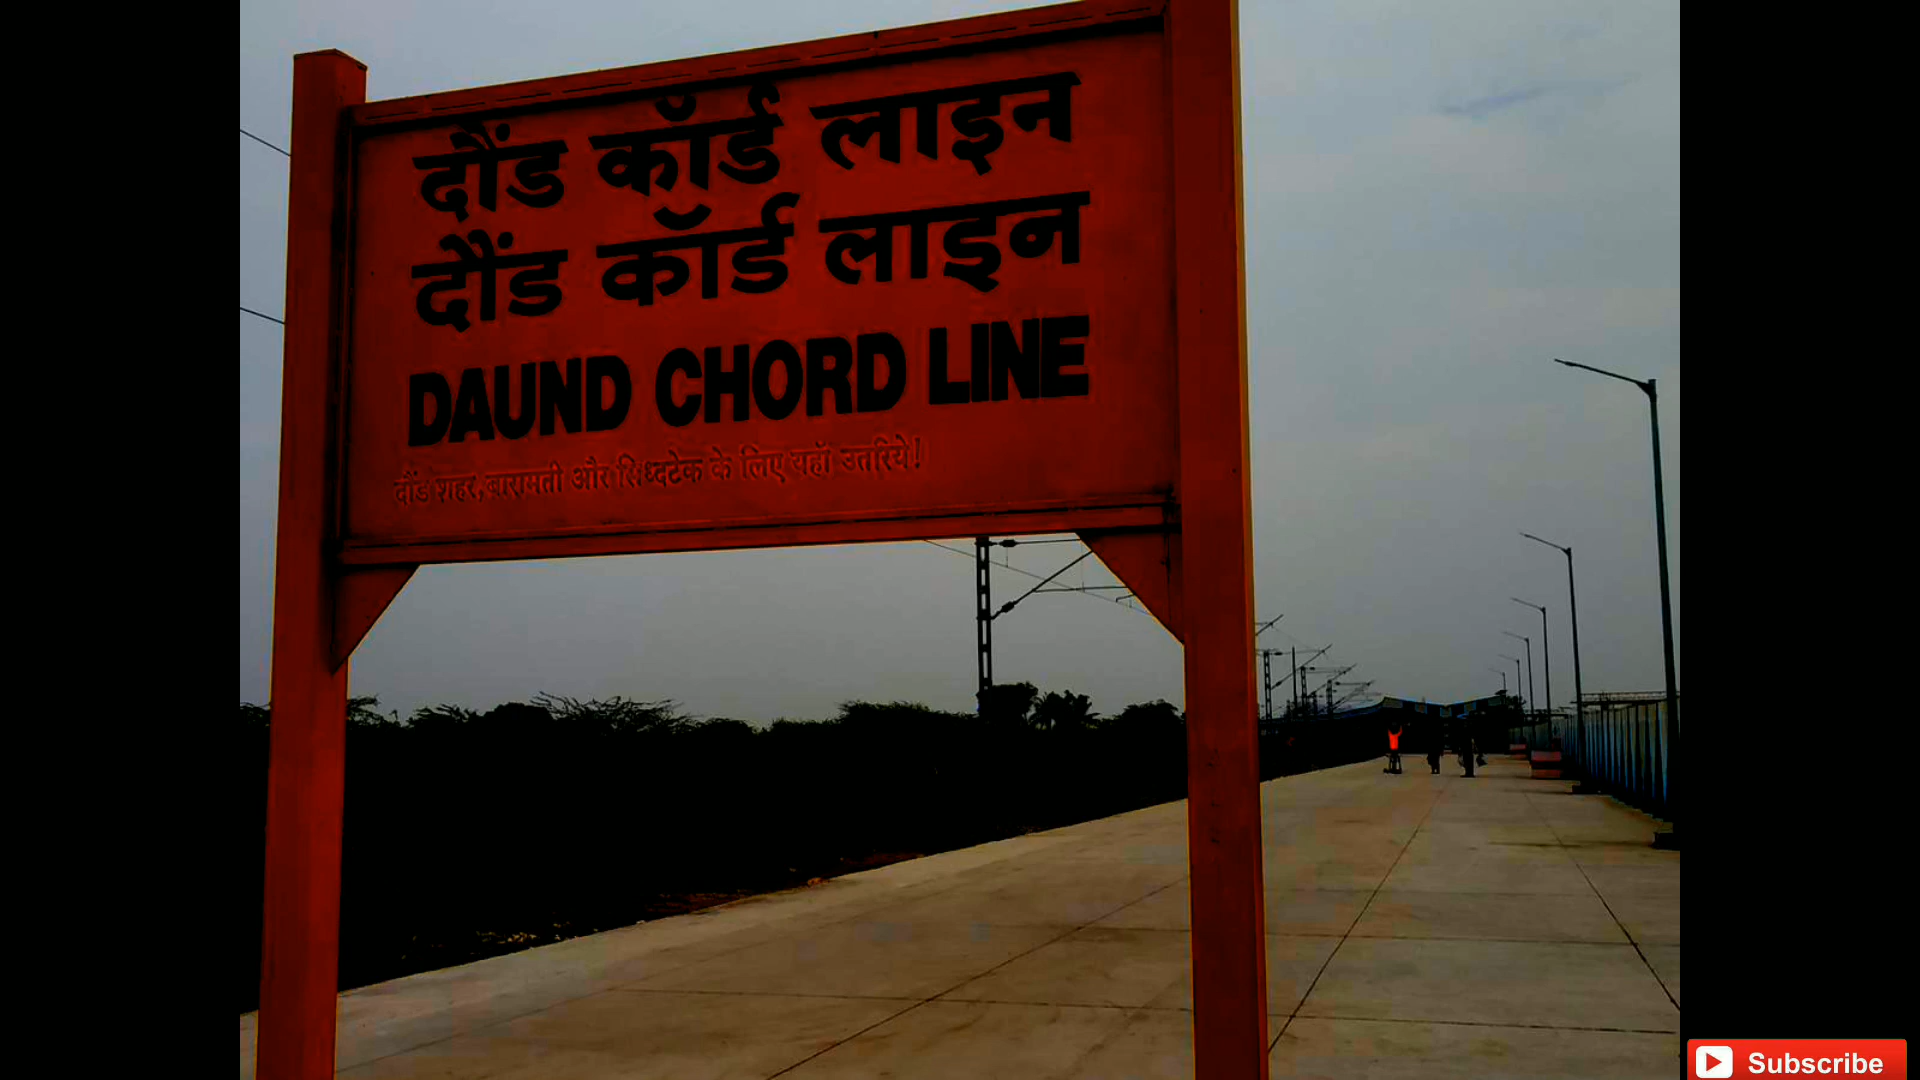 दौंड कॉर्ड लाइन
दौंड कॉर्ड लाइन
DAUND CHORD LINE
दौंड शहर, बारामती और सिध्दटेक के लिए यहाँ उतरिये!
Subscribe